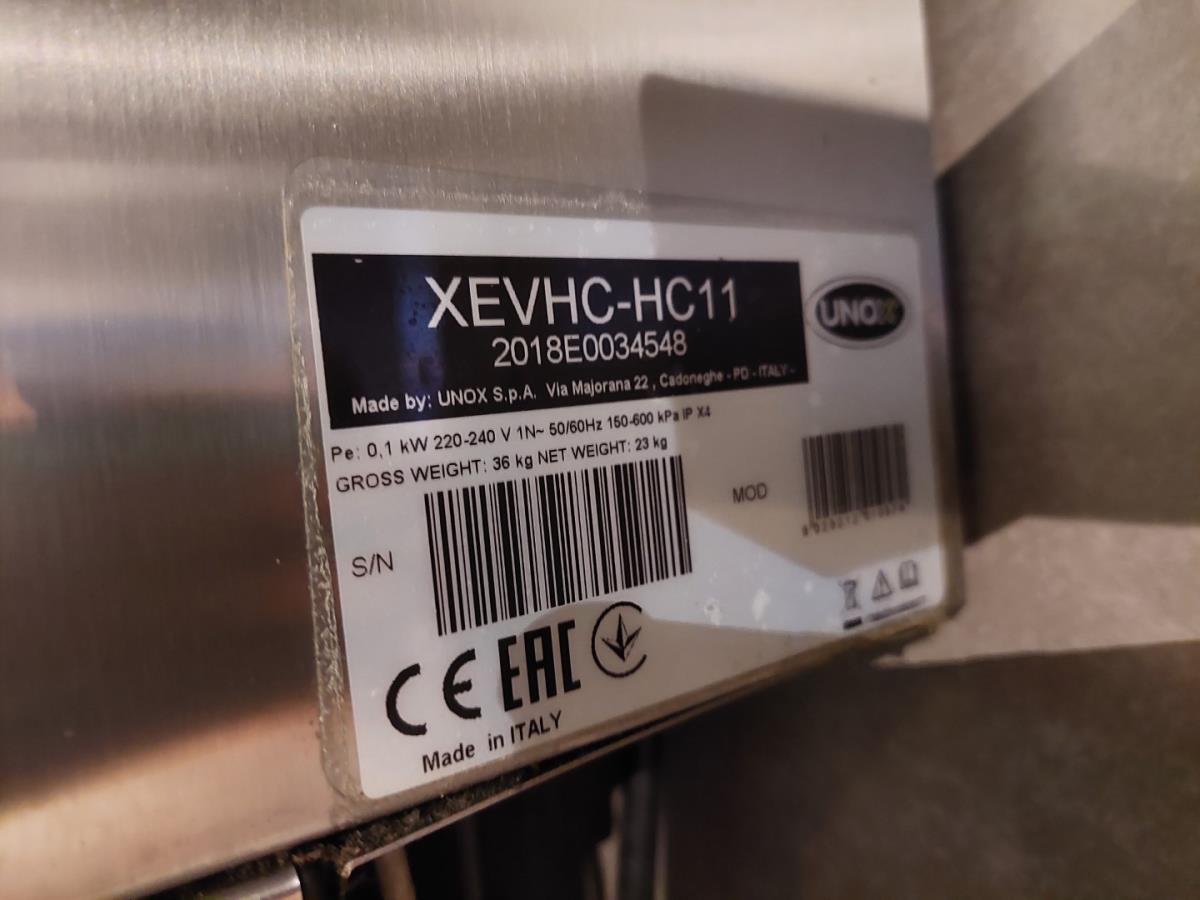 XEVHC-HC11
2018E0034548
Made by: UNOX S.p.A. Via Majorana 22 , Cadoneghe - PD - ITALY -
UNOX
Pe: 0,1 kW 220-240 V 1N~ 50/60Hz 150-600 kPa IP X4
GROSS WEIGHT: 36 kg NET WEIGHT: 23 kg
S/N
MOD
CE EAC
Made in ITALY